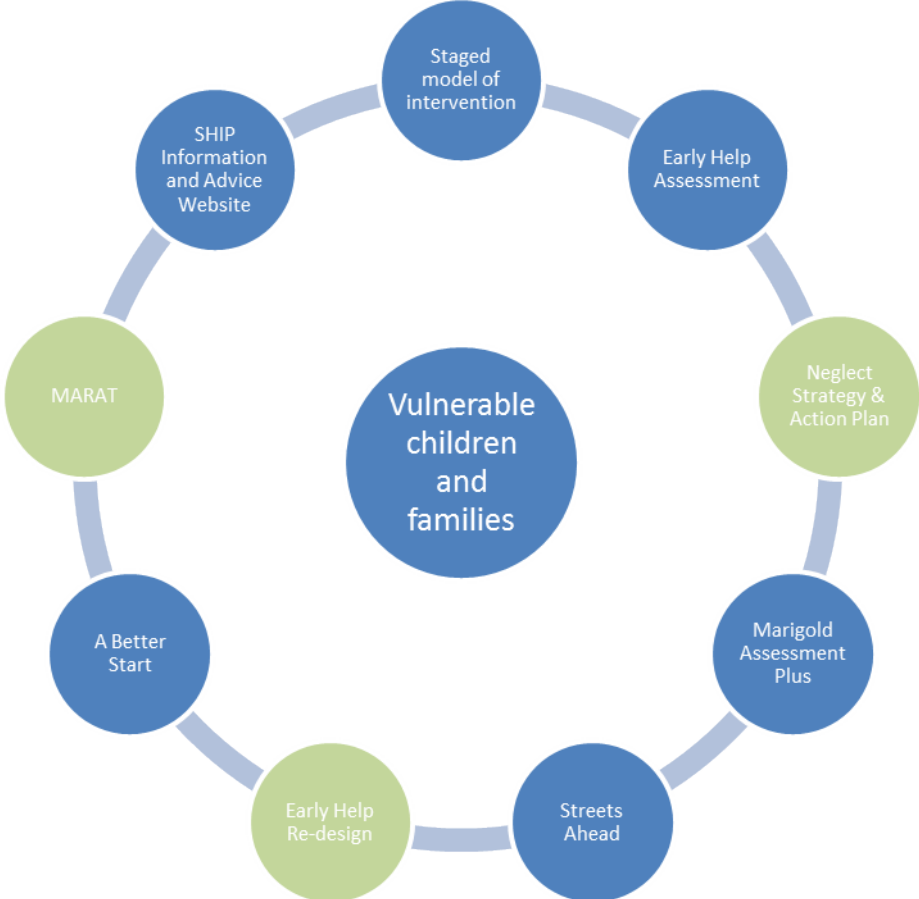 Staged
model of
intervention
Early Help
Assessment
Neglect
Strategy &
Action Plan
Marigold
Assessment
Plus
Streets
Ahead
Early Help
Re-design
A Better
Start
MARAT
SHIP
Information
and Advice
Website
Vulnerable
children
and
families